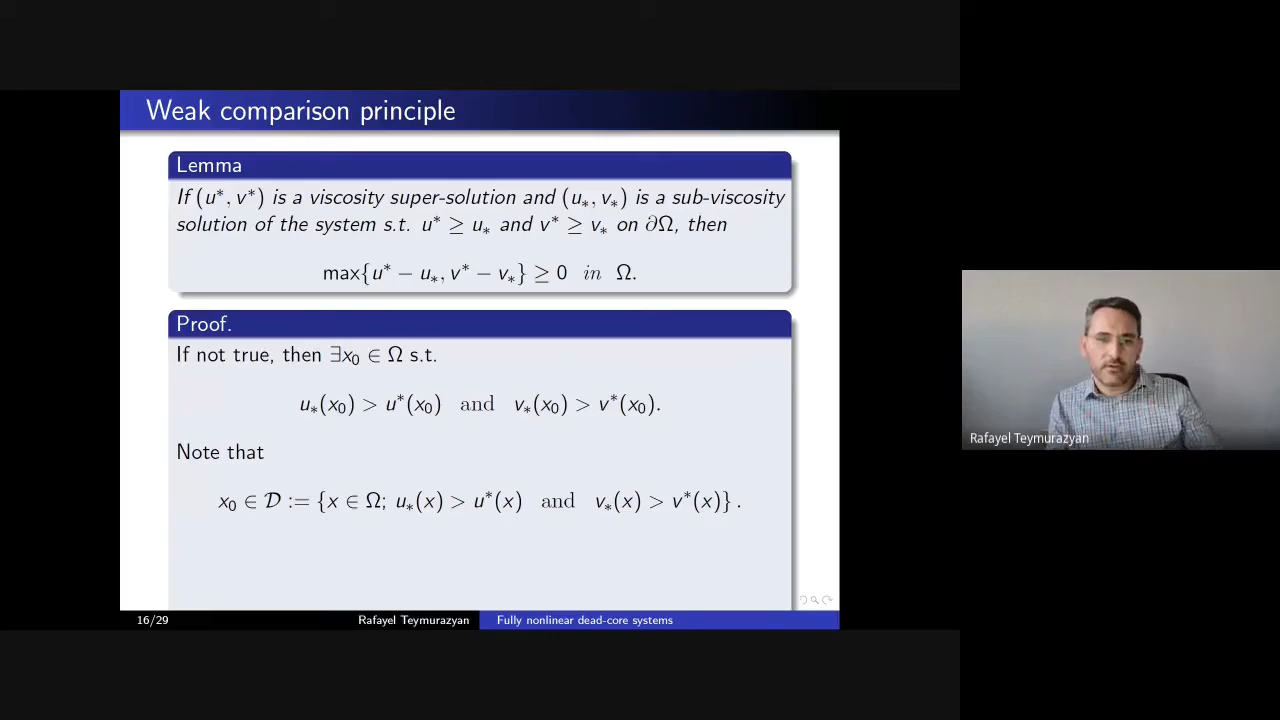 Weak comparison principle
Lemma
If (u*, v*) is a viscosity super-solution and (u∗, v∗) is a sub-viscosity
solution of the system s.t. u* ≥ u∗ and v* ≥ v∗ on ∂Ω, then
max{u* − u∗, v* − v∗} ≥ 0 in Ω.
Proof.
If not true, then ∃x₀ ∈ Ω s.t.
u∗(x₀) > u*(x₀) and v∗(x₀) > v*(x₀).
Note that
x₀ ∈ 𝒟 := {x ∈ Ω; u∗(x) > u*(x) and v∗(x) > v*(x)} .
16/29 Rafayel Teymurazyan Fully nonlinear dead-core systems
Rafayel Teymurazyan